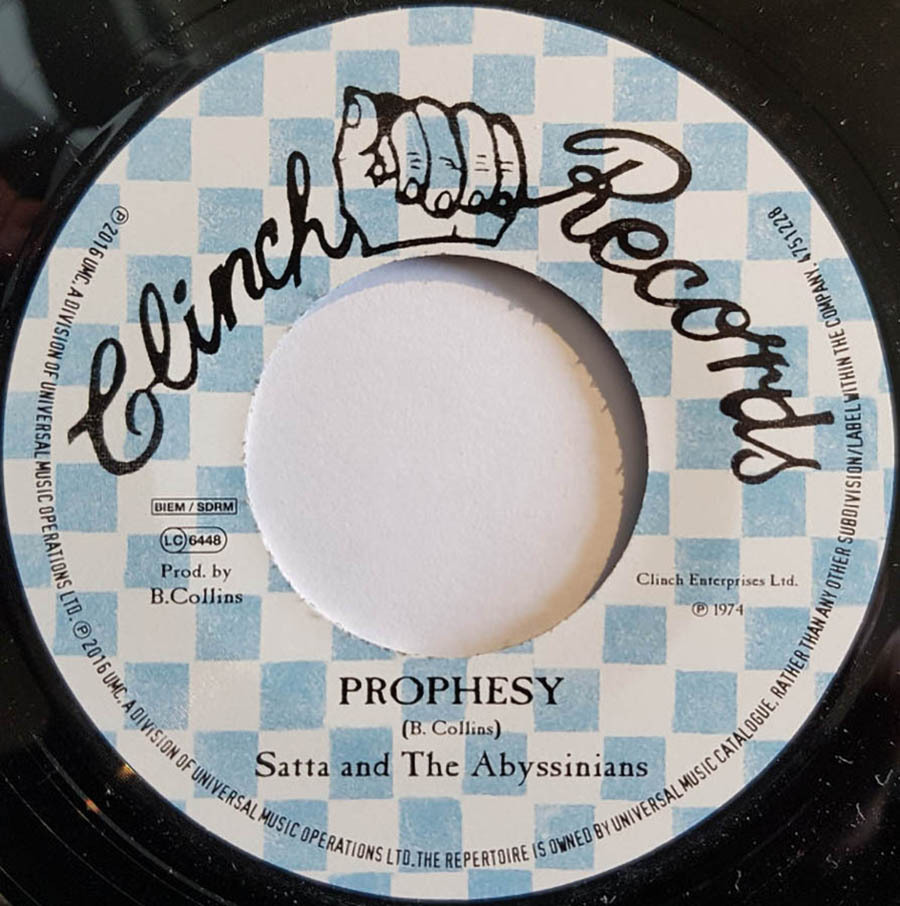 Clinch Records
℗ 2016 UMC, A DIVISION OF UNIVERSAL MUSIC OPERATIONS LTD. ℗ 2016 UMC, A DIVISION OF UNIVERSAL MUSIC OPERATIONS LTD. THE REPERTOIRE IS OWNED BY UNIVERSAL MUSIC CATALOGUE, RATHER THAN ANY OTHER SUBDIVISION/LABEL WITHIN THE COMPANY. 4751228
BIEM / SDRM
LC 6448
Prod. by
B.Collins
Clinch Enterprises Ltd.
℗ 1974
PROPHESY
(B. Collins)
Satta and The Abyssinians